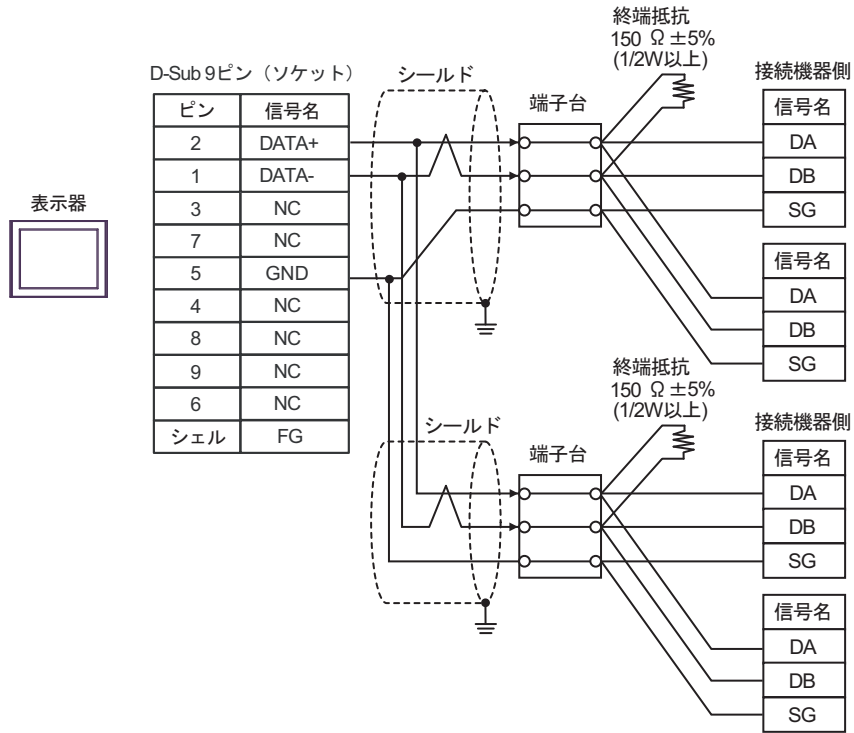 終端抵抗
150 Ω ±5%
(1/2W以上)
D-Sub 9ピン（ソケット）
シールド
接続機器側
端子台
ピン 信号名
2 DATA+
1 DATA-
3 NC
7 NC
5 GND
4 NC
8 NC
9 NC
6 NC
シェル FG
表示器
信号名
DA
DB
SG
信号名
DA
DB
SG
終端抵抗
150 Ω ±5%
(1/2W以上)
シールド
接続機器側
端子台
信号名
DA
DB
SG
信号名
DA
DB
SG